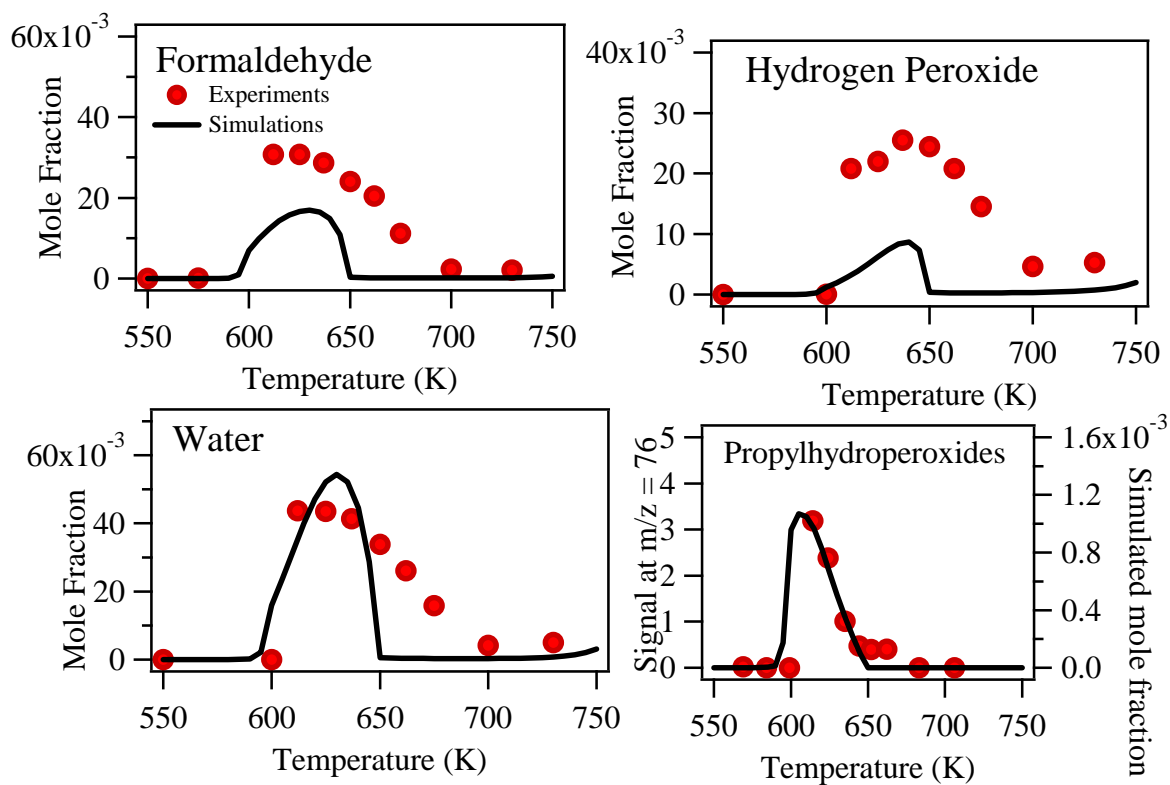 60x10-3
40
20
0
Mole Fraction
Formaldehyde
Experiments
Simulations
550
600
650
700
750
Temperature (K)
40x10-3
30
20
10
0
Mole Fraction
Hydrogen Peroxide
550
600
650
700
750
Temperature (K)
60x10-3
40
20
0
Mole Fraction
Water
550
600
650
700
750
Temperature (K)
5
4
3
2
1
0
Signal at m/z = 76
Propylhydroperoxides
1.6x10-3
1.2
0.8
0.4
0.0
Simulated mole fraction
550
600
650
700
750
Temperature (K)